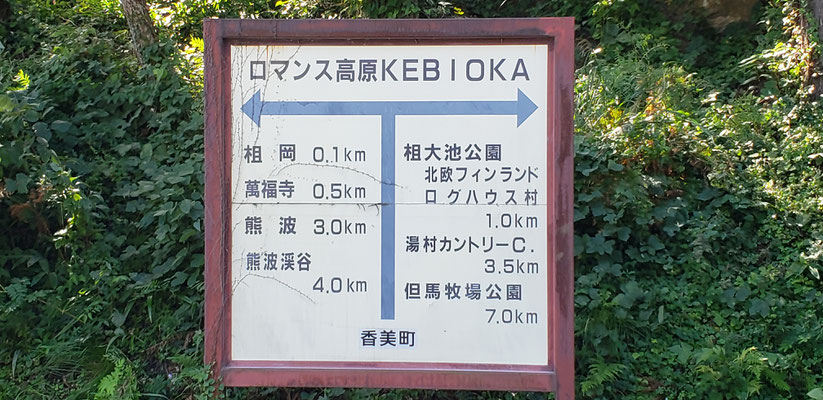 ロマンス高原KEBIOKA
柤岡 0.1km
萬福寺 0.5km
熊波 3.0km
熊波渓谷
4.0km
柤大池公園
北欧フィンランド
ログハウス村
1.0km
湯村カントリーC.
3.5km
但馬牧場公園
7.0km
香美町